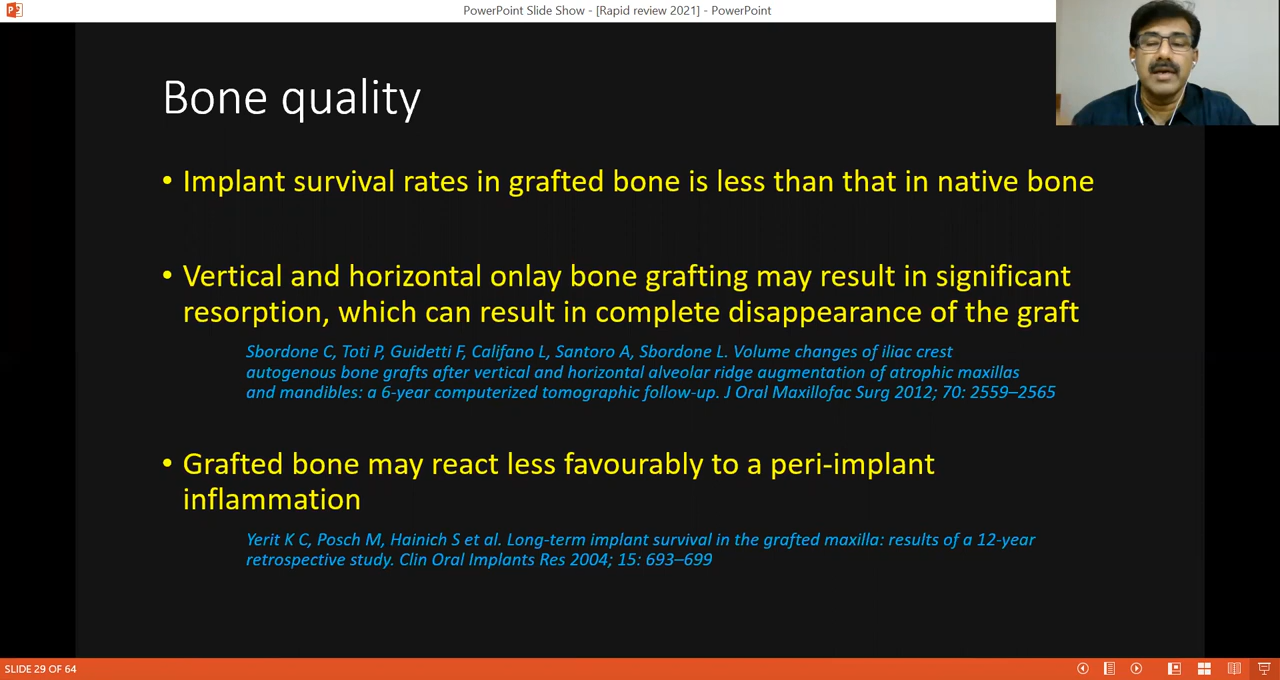 PowerPoint Slide Show - [Rapid review 2021] - PowerPoint
Bone quality
• Implant survival rates in grafted bone is less than that in native bone
• Vertical and horizontal onlay bone grafting may result in significant
resorption, which can result in complete disappearance of the graft
Sbordone C, Toti P, Guidetti F, Califano L, Santoro A, Sbordone L. Volume changes of iliac crest
autogenous bone grafts after vertical and horizontal alveolar ridge augmentation of atrophic maxillas
and mandibles: a 6-year computerized tomographic follow-up. J Oral Maxillofac Surg 2012; 70: 2559–2565
• Grafted bone may react less favourably to a peri-implant
inflammation
Yerit K C, Posch M, Hainich S et al. Long-term implant survival in the grafted maxilla: results of a 12-year
retrospective study. Clin Oral Implants Res 2004; 15: 693–699
SLIDE 29 OF 64